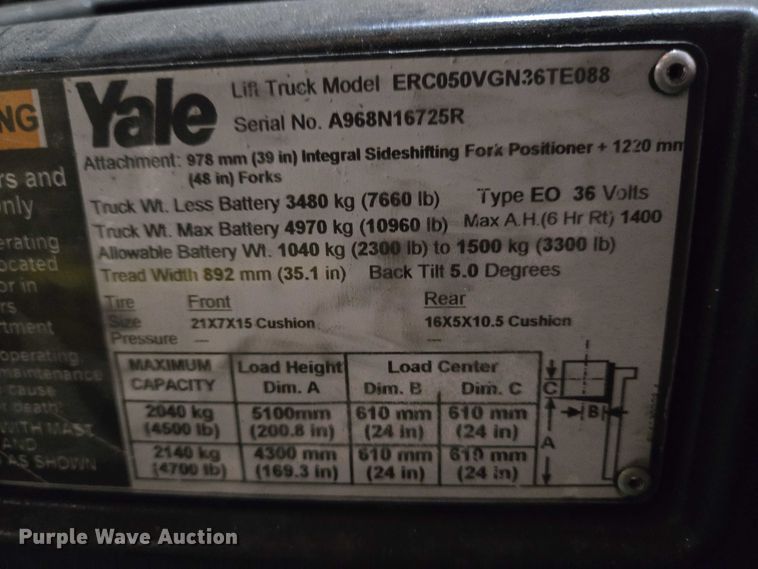 NG
Yale
Lift Truck Model ERC050VGN36TE088
Serial No. A968N16725R
Attachment: 978 mm (39 in) Integral Sideshifting Fork Positioner + 1220 mm
(48 in) Forks
Truck Wt. Less Battery 3480 kg (7660 lb) Type EO 36 Volts
Truck Wt. Max Battery 4970 kg (10960 lb) Max A.H.(6 Hr Rt) 1400
Allowable Battery Wt. 1040 kg (2300 lb) to 1500 kg (3300 lb)
Tread Width 892 mm (35.1 in) Back Tilt 5.0 Degrees
Tire Front Rear
Size 21X7X15 Cushion 16X5X10.5 Cushion
Pressure — —
MAXIMUM CAPACITY Load Height Dim. A Load Center Dim. B Dim. C
2040 kg (4500 lb) 5100mm (200.8 in) 610 mm (24 in) 610 mm (24 in)
2140 kg (4700 lb) 4300 mm (169.3 in) 610 mm (24 in) 610 mm (24 in)
C
B
A
rs and
nly
erating
ocated
or in
rs
rtment
operating
maintenance
cause
r death!
WITH MAST
AND
AS SHOWN
Purple Wave Auction